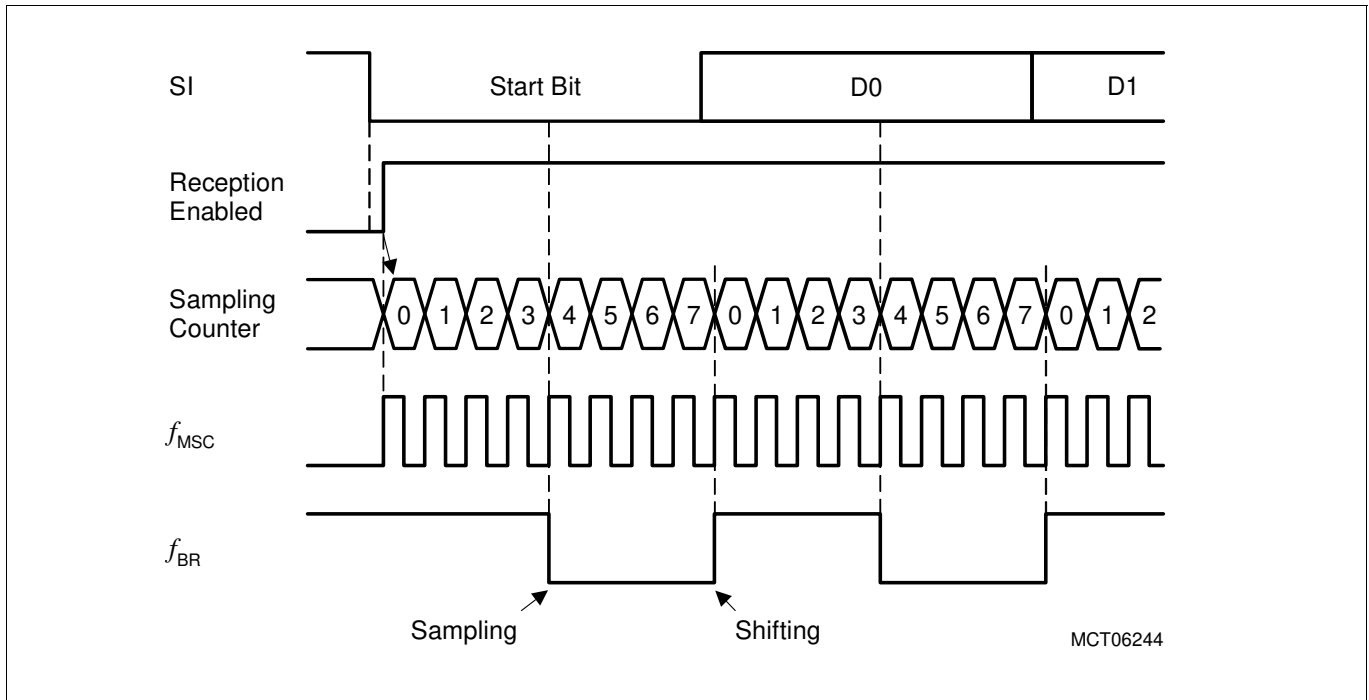 SI
Start Bit
D0
D1
Reception
Enabled
Sampling
Counter
0 1 2 3 4 5 6 7 0 1 2 3 4 5 6 7 0 1 2
fMSC
fBR
Sampling
Shifting
MCT06244